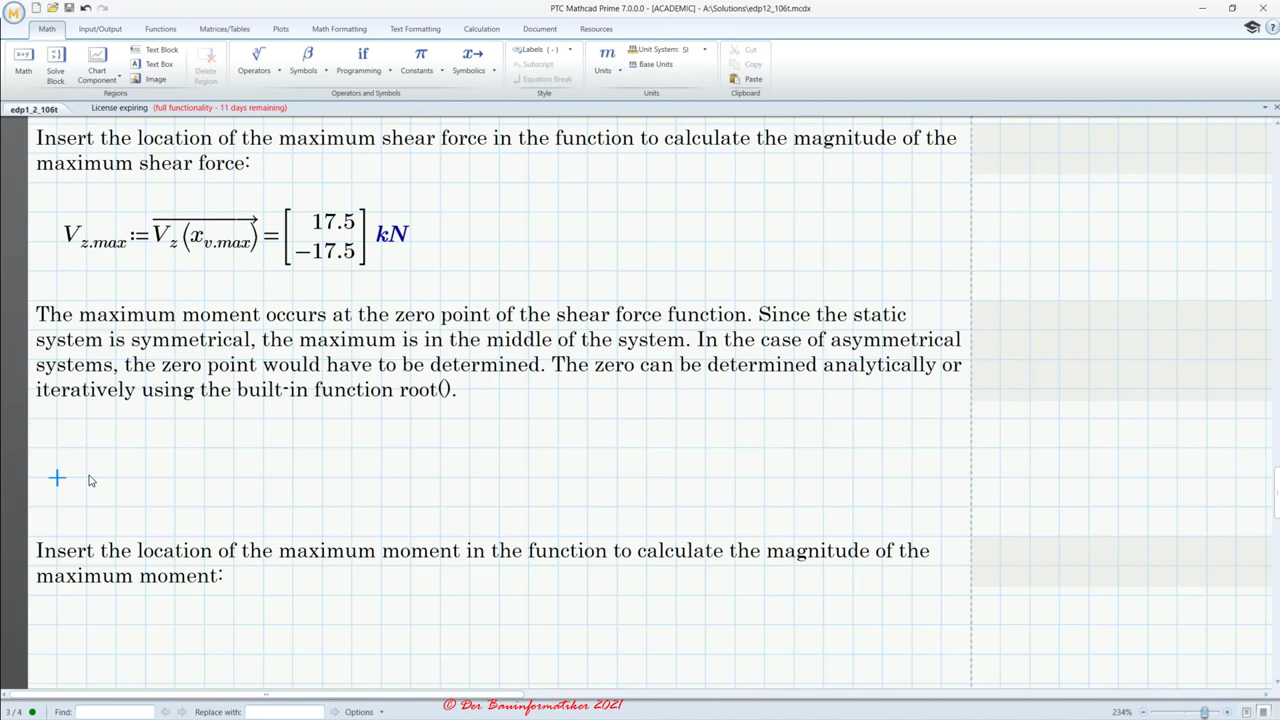 PTC Mathcad Prime 7.0.0.0 - [ACADEMIC] - A:\Solutions\edp12_106t.mcdx
Math Input/Output Functions Matrices/Tables Plots Math Formatting Text Formatting Calculation Document Resources
Math
Solve Block
Chart Component
Text Block
Text Box
Image
Delete Region
Regions
Operators
Symbols
Programming
Constants
Symbolics
Operators and Symbols
Labels ( - )
Subscript
Equation Break
Style
Units
Unit System: SI
Base Units
Units
Cut
Copy
Paste
Clipboard
edp1_2_106t License expiring (full functionality - 11 days remaining)
Insert the location of the maximum shear force in the function to calculate the magnitude of the
maximum shear force:
V_z.max := V_z (x_v.max) = [17.5 −17.5] kN
The maximum moment occurs at the zero point of the shear force function. Since the static
system is symmetrical, the maximum is in the middle of the system. In the case of asymmetrical
systems, the zero point would have to be determined. The zero can be determined analytically or
iteratively using the built-in function root().
Insert the location of the maximum moment in the function to calculate the magnitude of the
maximum moment:
© Der Bauinformatiker 2021
3 / 4 Find: Replace with: Options 234%